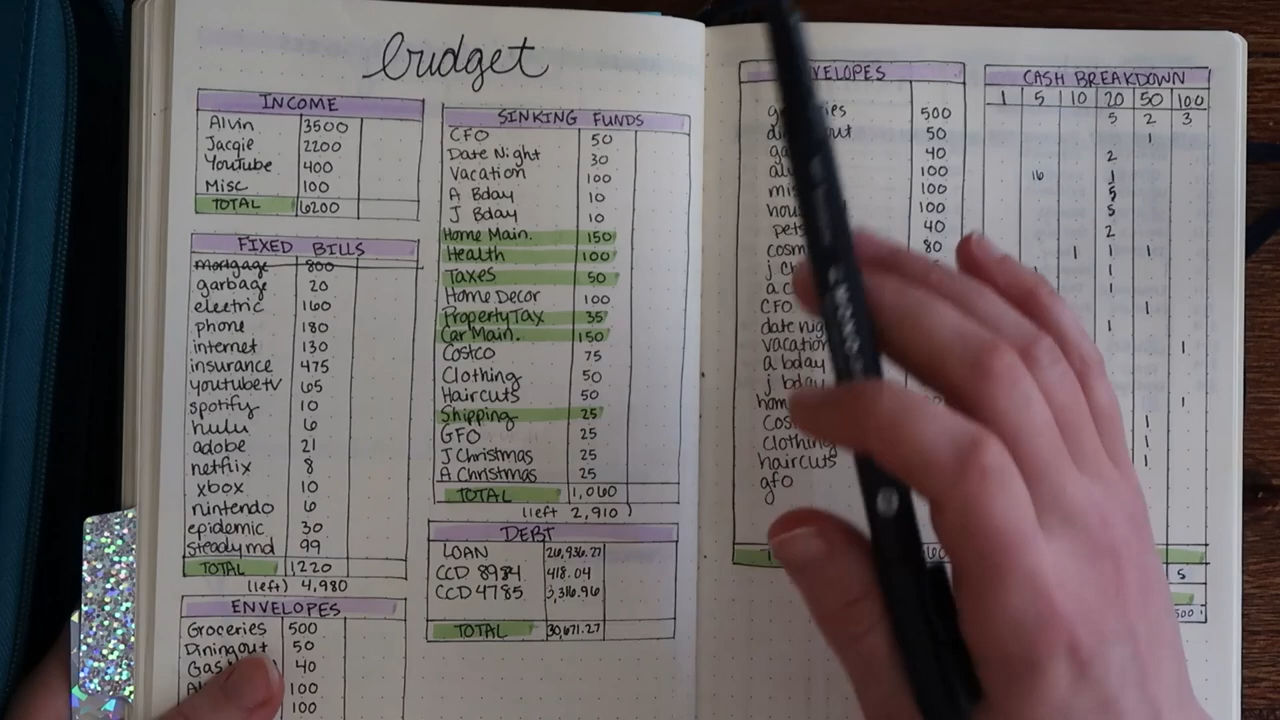 budget
INCOME
Alvin 3500
Jacqie 2200
YouTube 400
Misc 100
TOTAL 6200
FIXED BILLS
mortgage 800
garbage 20
electric 160
phone 180
internet 130
insurance 475
youtubetv 65
spotify 10
hulu 6
adobe 21
netflix 8
xbox 10
nintendo 6
epidemic 30
steadymd 99
TOTAL 1220
(left) 4,980
ENVELOPES
Groceries 500
Dining out 50
Gas 40
100
100
SINKING FUNDS
CFO 50
Date Night 30
Vacation 100
A Bday 10
J Bday 10
Home Main. 150
Health 100
Taxes 50
Home Decor 100
Property Tax 35
Car Main. 150
Costco 75
Clothing 50
Haircuts 50
Shipping 25
GFO 25
J Christmas 25
A Christmas 25
TOTAL 1,060
(left 2,910 )
DEBT
LOAN
CCD 8984 418.04
CCD 4785 3,316.96
TOTAL 30,671.27
500
50
40
100
100
100
pets 40
80
CFO
vacation
a bday
j bday
clothing
haircuts
gfo
CASH BREAKDOWN
1 5 10 20 50 100
5 2 3
1
2
16 1
5
5
2
1 1 1
1
1
1
1
1
1
1
1
1
5